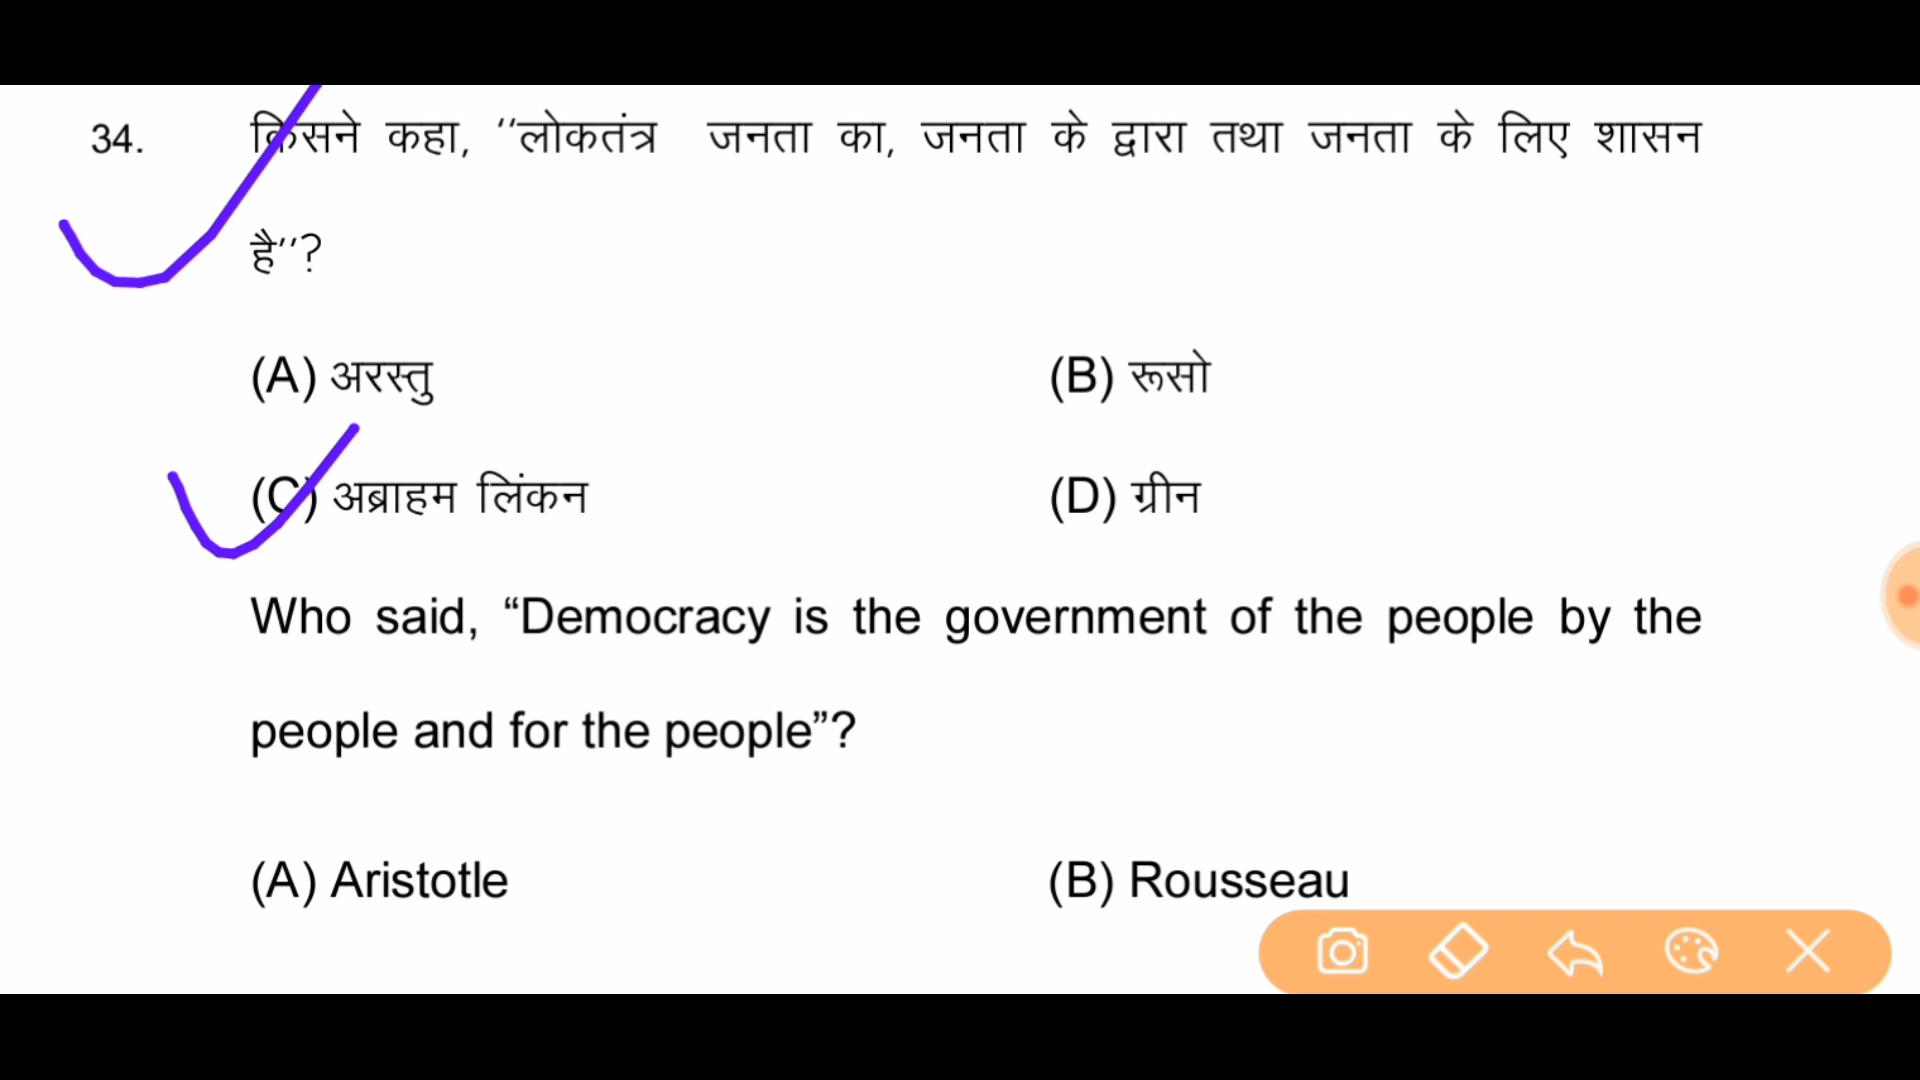 34. किसने कहा, ‘‘लोकतंत्र जनता का, जनता के द्वारा तथा जनता के लिए शासन
है’’?
(A) अरस्तु (B) रूसो
(C) अब्राहम लिंकन (D) ग्रीन
Who said, “Democracy is the government of the people by the
people and for the people”?
(A) Aristotle (B) Rousseau